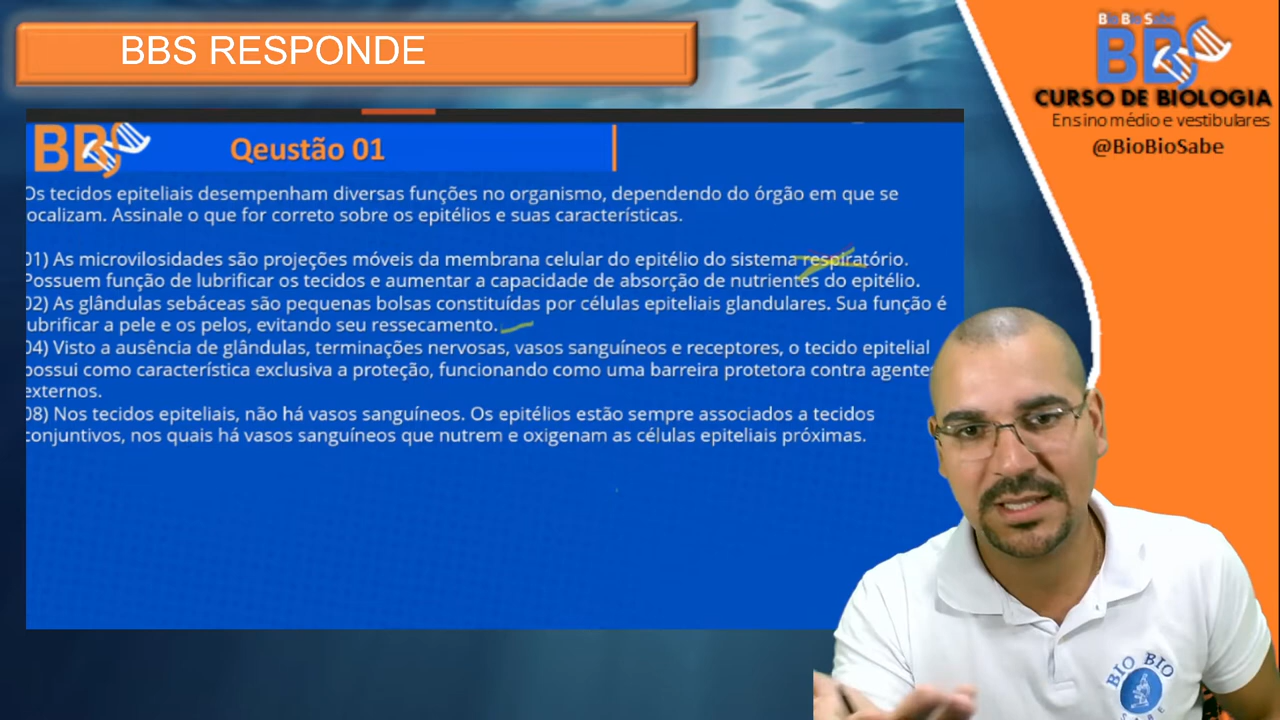 BBS RESPONDE
Bio Bio Sabe
BBS
CURSO DE BIOLOGIA
Ensino médio e vestibulares
@BioBioSabe
BBS
Qeustão 01
Os tecidos epiteliais desempenham diversas funções no organismo, dependendo do órgão em que se
localizam. Assinale o que for correto sobre os epitélios e suas características.
01) As microvilosidades são projeções móveis da membrana celular do epitélio do sistema respiratório.
Possuem função de lubrificar os tecidos e aumentar a capacidade de absorção de nutrientes do epitélio.
02) As glândulas sebáceas são pequenas bolsas constituídas por células epiteliais glandulares. Sua função é
lubrificar a pele e os pelos, evitando seu ressecamento.
04) Visto a ausência de glândulas, terminações nervosas, vasos sanguíneos e receptores, o tecido epitelial
possui como característica exclusiva a proteção, funcionando como uma barreira protetora contra agentes
externos.
08) Nos tecidos epiteliais, não há vasos sanguíneos. Os epitélios estão sempre associados a tecidos
conjuntivos, nos quais há vasos sanguíneos que nutrem e oxigenam as células epiteliais próximas.
BIO BIO